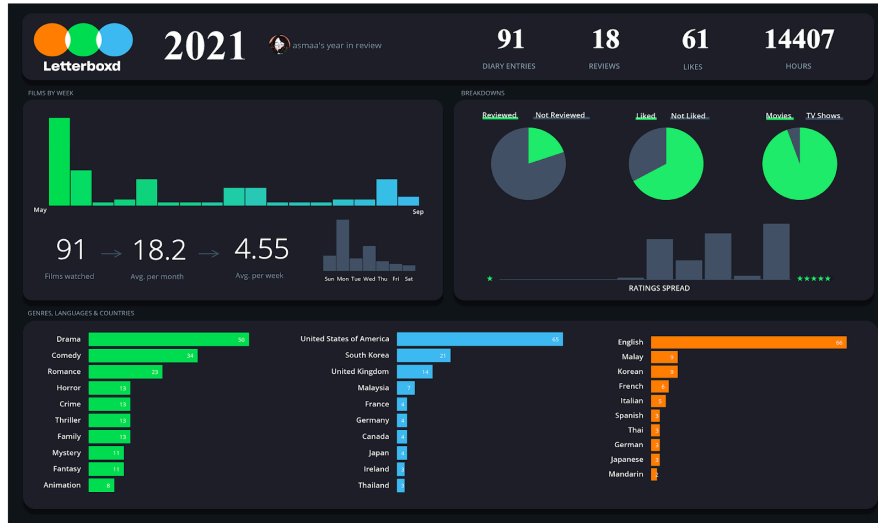 Letterboxd
2021
asmaa's year in review
91
DIARY ENTRIES
18
REVIEWS
61
LIKES
14407
HOURS
FILMS BY WEEK
May
Sep
91
Films watched
18.2
Avg. per month
4.55
Avg. per week
Sun Mon Tue Wed Thu Fri Sat
BREAKDOWNS
Reviewed Not Reviewed
Liked Not Liked
Movies TV Shows
RATINGS SPREAD
GENRES, LANGUAGES & COUNTRIES
Drama 50
Comedy 34
Romance 23
Horror 13
Crime 13
Thriller 13
Family 13
Mystery 11
Fantasy 11
Animation 8
United States of America 65
South Korea 21
United Kingdom 14
Malaysia 7
France 4
Germany 4
Canada 4
Japan 4
Ireland
Thailand
English 66
Malay 9
Korean 9
French
Italian 5
Spanish 3
Thai 3
German 3
Japanese 3
Mandarin